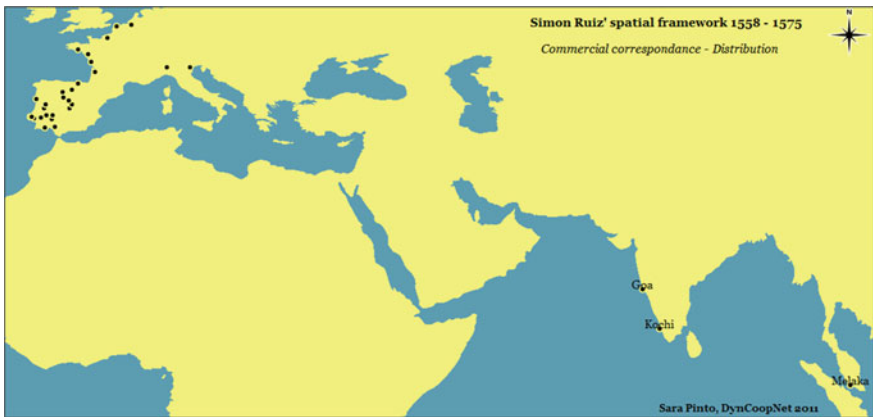 Simon Ruiz' spatial framework 1558 - 1575
N
Commercial correspondance - Distribution
Goa
Kochi
Melaka
Sara Pinto, DynCoopNet 2011